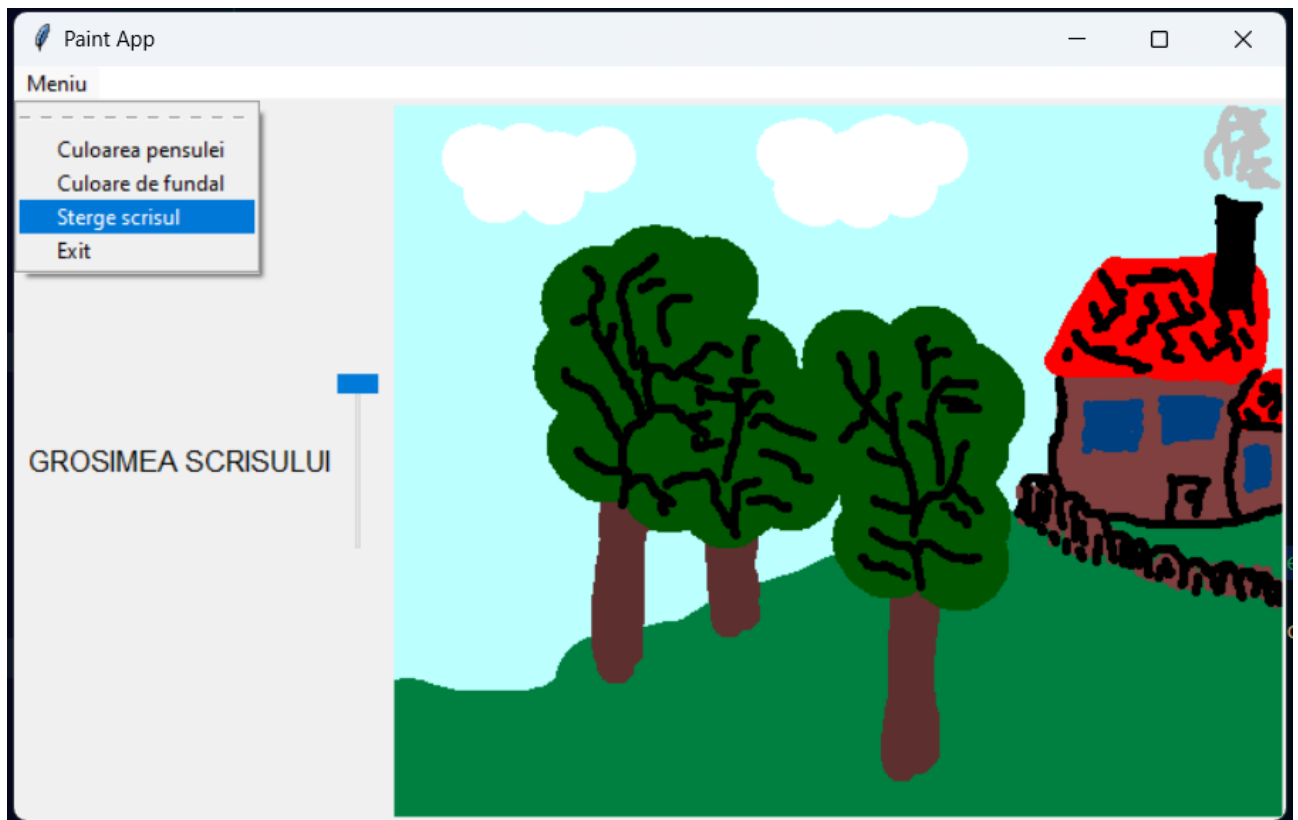 Paint App
Meniu
Culoarea pensulei
Culoare de fundal
Sterge scrisul
Exit
GROSIMEA SCRISULUI